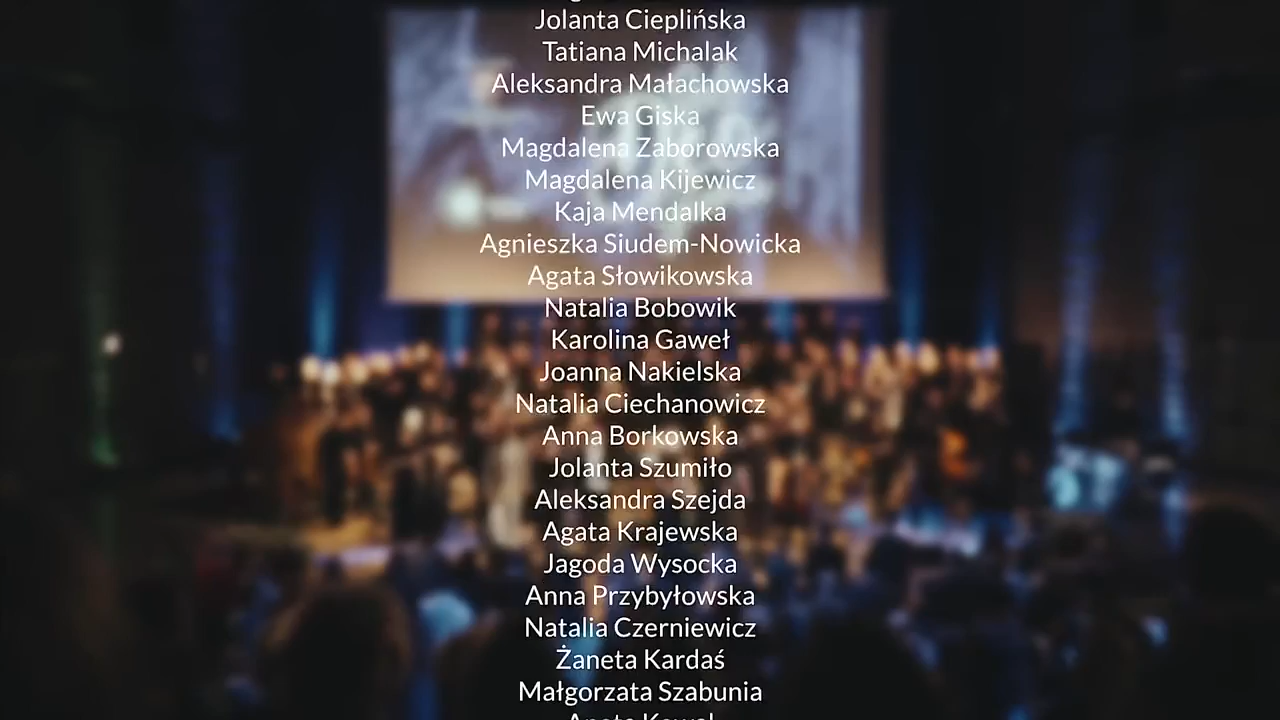 Jolanta Cieplińska
Tatiana Michalak
Aleksandra Małachowska
Ewa Giska
Magdalena Zaborowska
Magdalena Kijewicz
Kaja Mendalka
Agnieszka Siudem-Nowicka
Agata Słowikowska
Natalia Bobowik
Karolina Gaweł
Joanna Nakielska
Natalia Ciechanowicz
Anna Borkowska
Jolanta Szumiło
Aleksandra Szejda
Agata Krajewska
Jagoda Wysocka
Anna Przybyłowska
Natalia Czerniewicz
Żaneta Kardaś
Małgorzata Szabunia